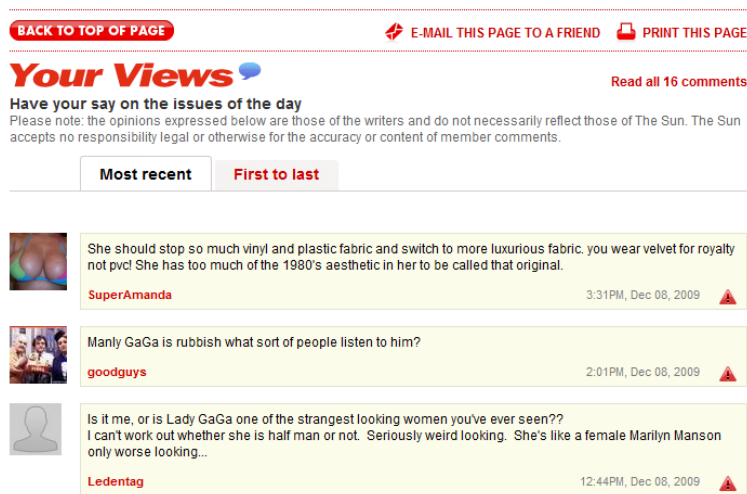 BACK TO TOP OF PAGE
E-MAIL THIS PAGE TO A FRIEND
PRINT THIS PAGE
Your Views
Read all 16 comments
Have your say on the issues of the day
Please note: the opinions expressed below are those of the writers and do not necessarily reflect those of The Sun. The Sun
accepts no responsibility legal or otherwise for the accuracy or content of member comments.
Most recent
First to last
She should stop so much vinyl and plastic fabric and switch to more luxurious fabric. you wear velvet for royalty
not pvc! She has too much of the 1980's aesthetic in her to be called that original.
SuperAmanda
3:31PM, Dec 08, 2009
Manly GaGa is rubbish what sort of people listen to him?
goodguys
2:01PM, Dec 08, 2009
Is it me, or is Lady GaGa one of the strangest looking women you've ever seen??
I can't work out whether she is half man or not. Seriously weird looking. She's like a female Marilyn Manson
only worse looking...
Ledentag
12:44PM, Dec 08, 2009